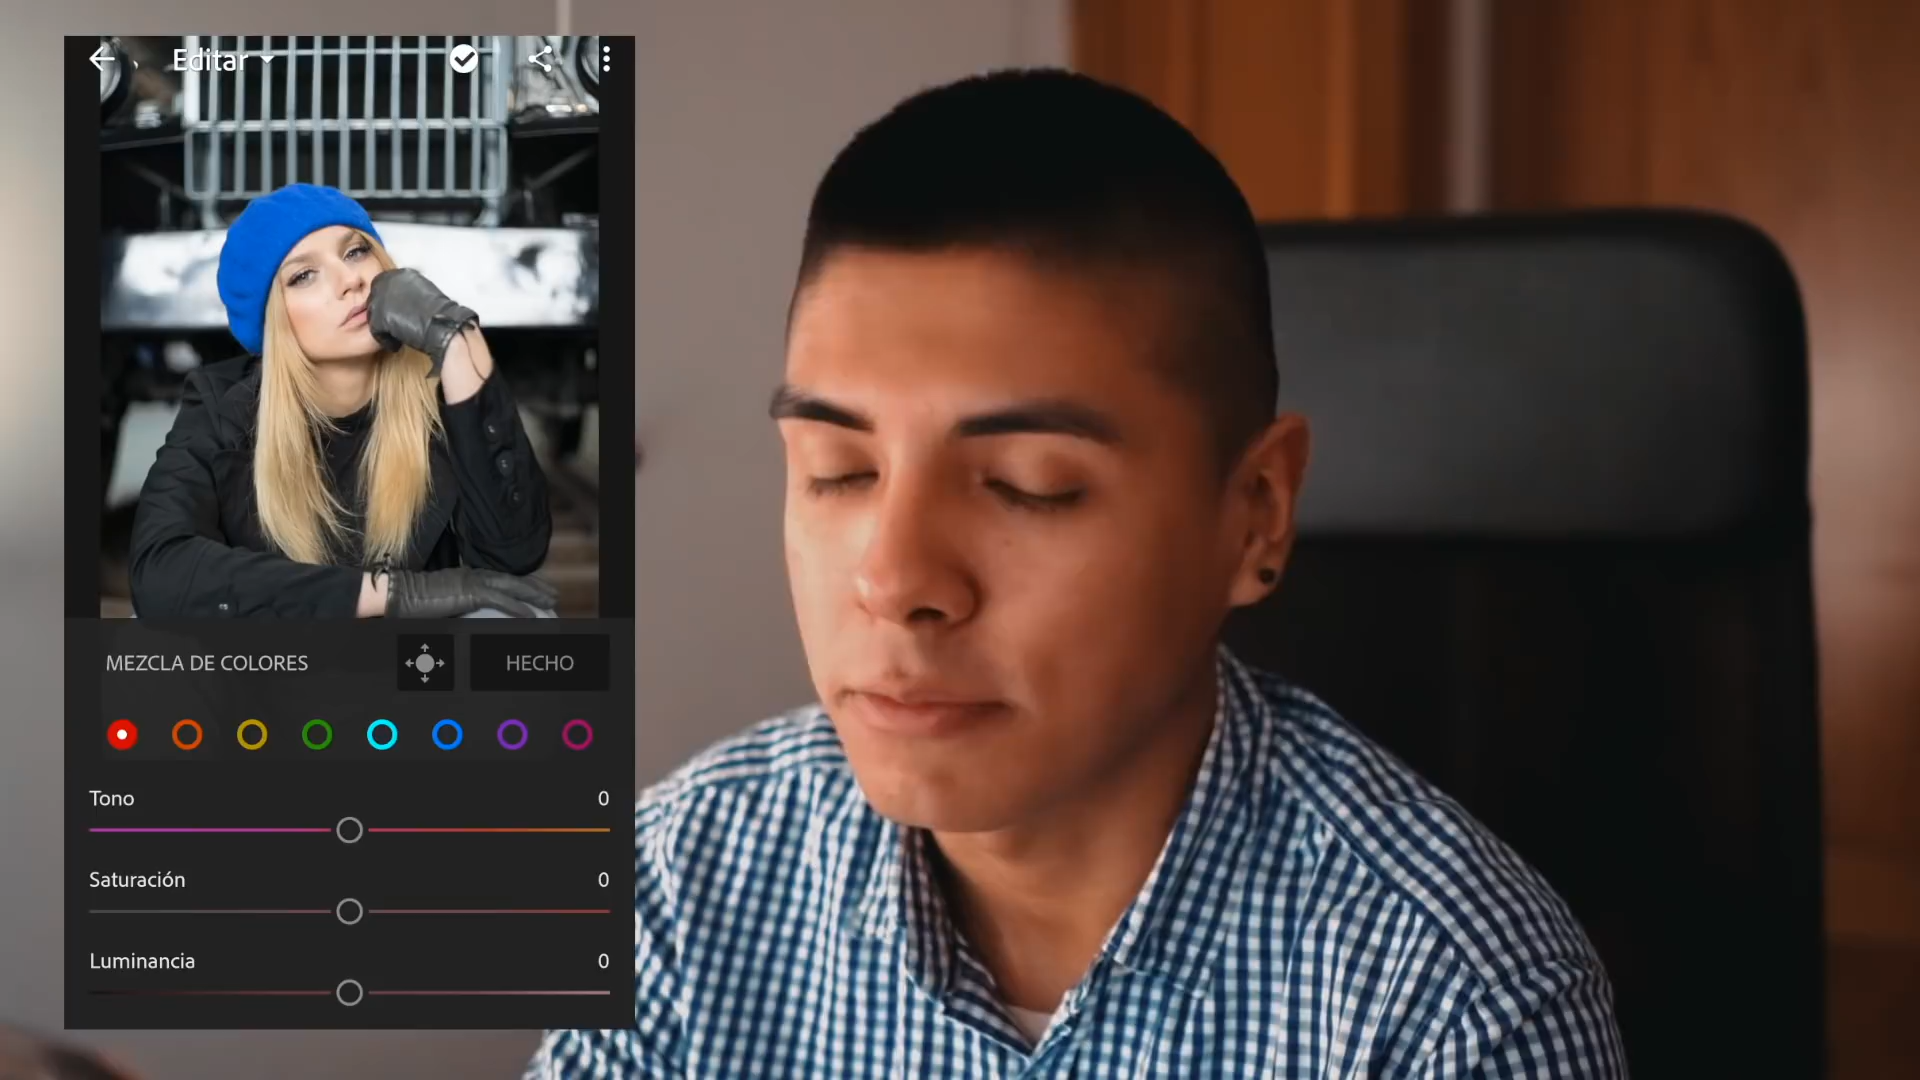 Editar
MEZCLA DE COLORES
HECHO
Tono 0
Saturación 0
Luminancia 0